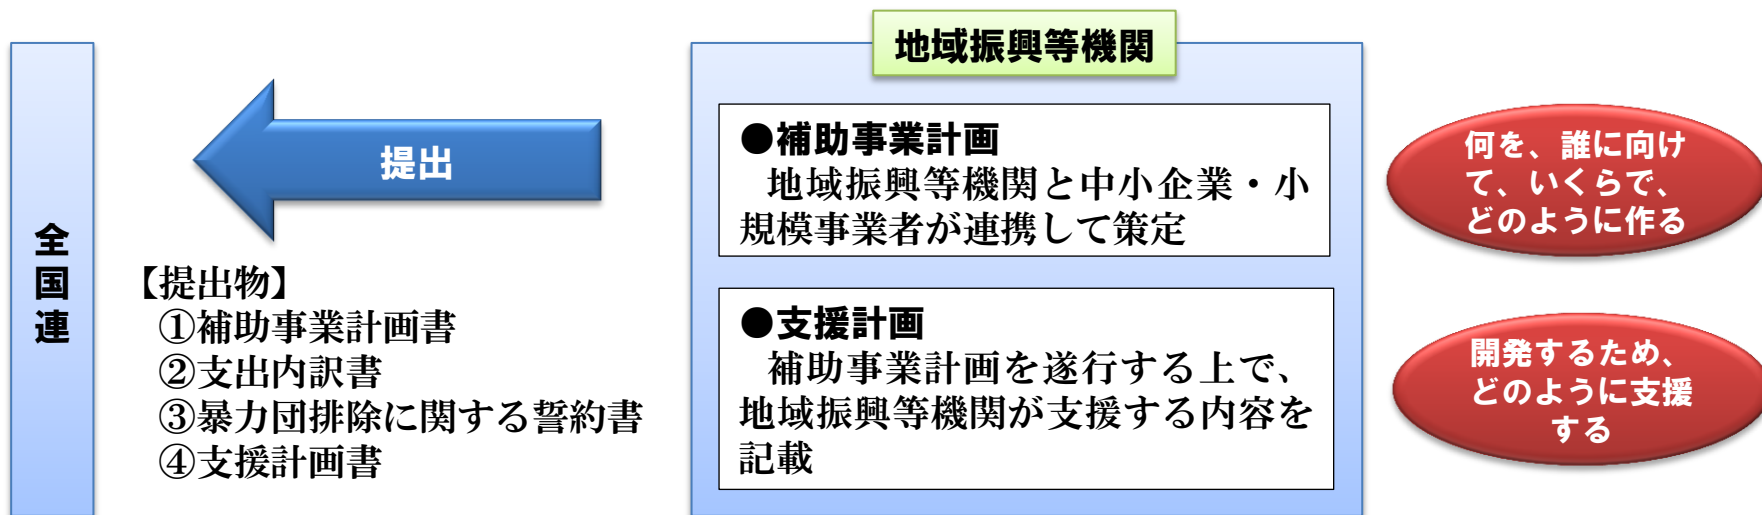 全国連
提出
【提出物】
①補助事業計画書
②支出内訳書
③暴力団排除に関する誓約書
④支援計画書
地域振興等機関
●補助事業計画
地域振興等機関と中小企業・小
規模事業者が連携して策定
●支援計画
補助事業計画を遂行する上で、
地域振興等機関が支援する内容を
記載
何を、誰に向け
て、いくらで、
どのように作る
開発するため、
どのように支援
する